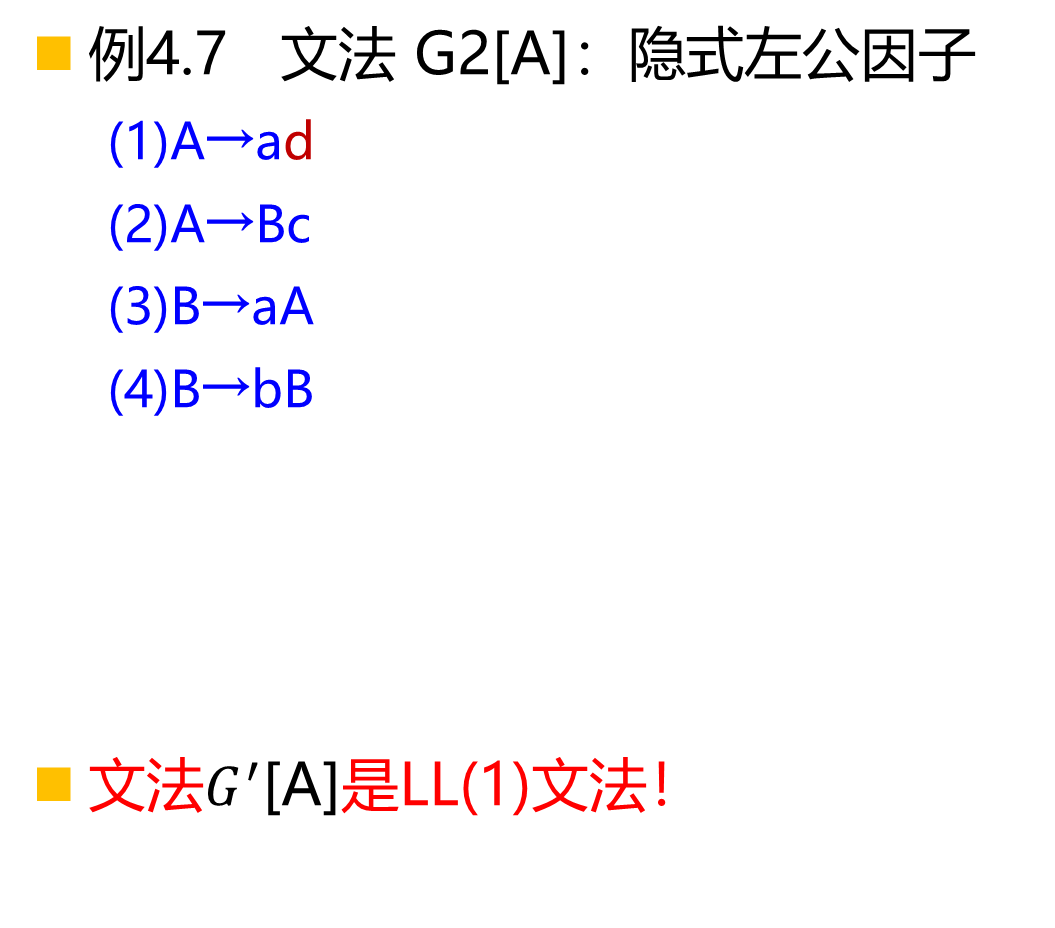 例4.7 文法 G2[A]：隐式左公因子
(1)A→ad
(2)A→Bc
(3)B→aA
(4)B→bB
文法G′[A]是LL(1)文法！